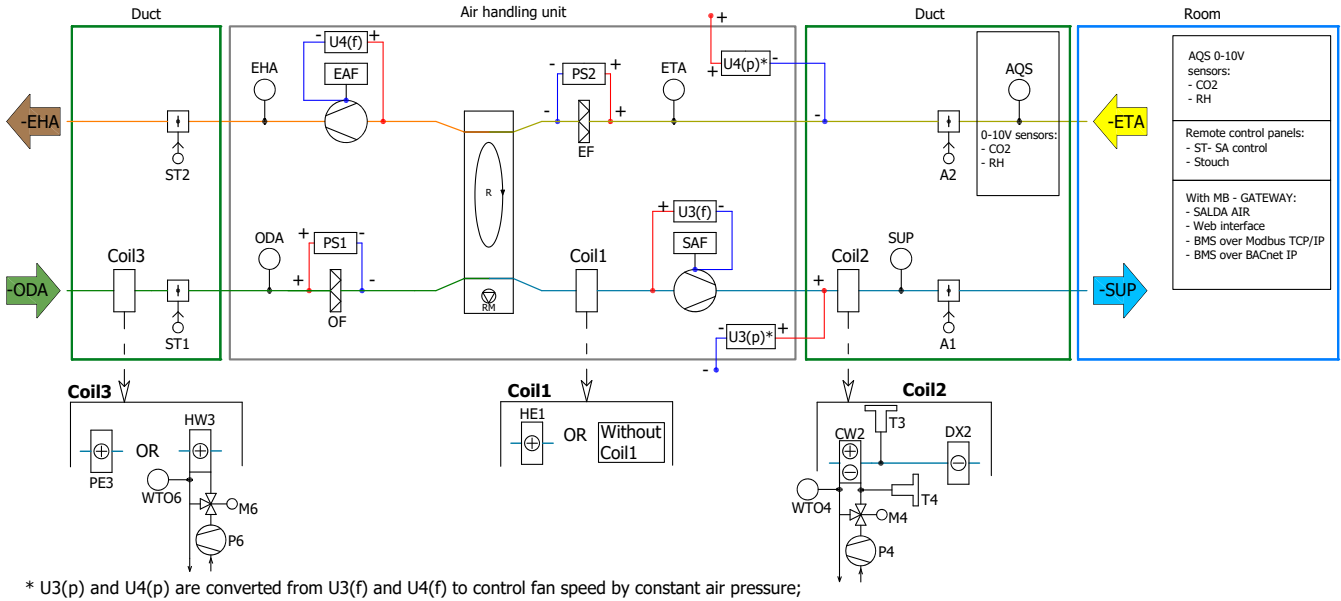 Duct
Air handling unit
Duct
Room
- U4(f) +
EHA
EAF
- PS2 +
- +
EF
ETA
+ U4(p)* -
AQS
0-10V sensors:
- CO2
- RH
AQS 0-10V
sensors:
- CO2
- RH
-EHA
-ETA
ST2
A2
Remote control panels:
- ST- SA control
- Stouch
R
With MB - GATEWAY:
- SALDA AIR
- Web interface
- BMS over Modbus TCP/IP
- BMS over BACnet IP
Coil3
ODA
+ PS1 -
+ -
OF
Coil1
+ U3(f) -
SAF
+
Coil2
SUP
-ODA
-SUP
ST1
RM
- U3(p)* +
-
A1
Coil3
Coil1
Coil2
PE3
OR
HW3
WTO6
M6
P6
HE1
OR
Without
Coil1
CW2
T3
DX2
WTO4
T4
M4
P4
* U3(p) and U4(p) are converted from U3(f) and U4(f) to control fan speed by constant air pressure;